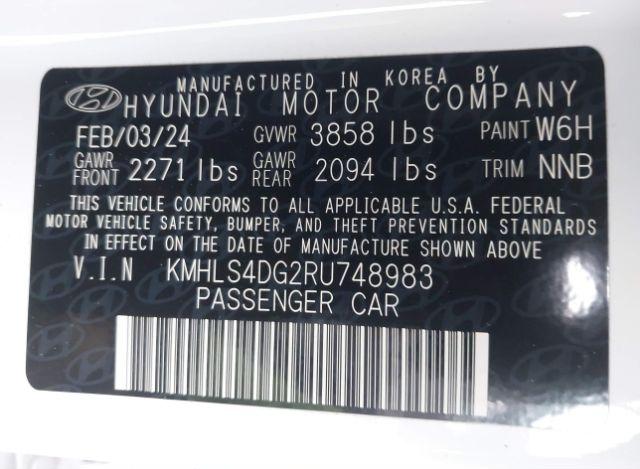 MANUFACTURED IN KOREA BY
HYUNDAI MOTOR COMPANY
FEB/03/24 GVWR 3858 lbs PAINT W6H
GAWR FRONT 2271 lbs GAWR REAR 2094 lbs TRIM NNB
THIS VEHICLE CONFORMS TO ALL APPLICABLE U.S.A. FEDERAL
MOTOR VEHICLE SAFETY, BUMPER, AND THEFT PREVENTION STANDARDS
IN EFFECT ON THE DATE OF MANUFACTURE SHOWN ABOVE
V.I.N KMHLS4DG2RU748983
PASSENGER CAR